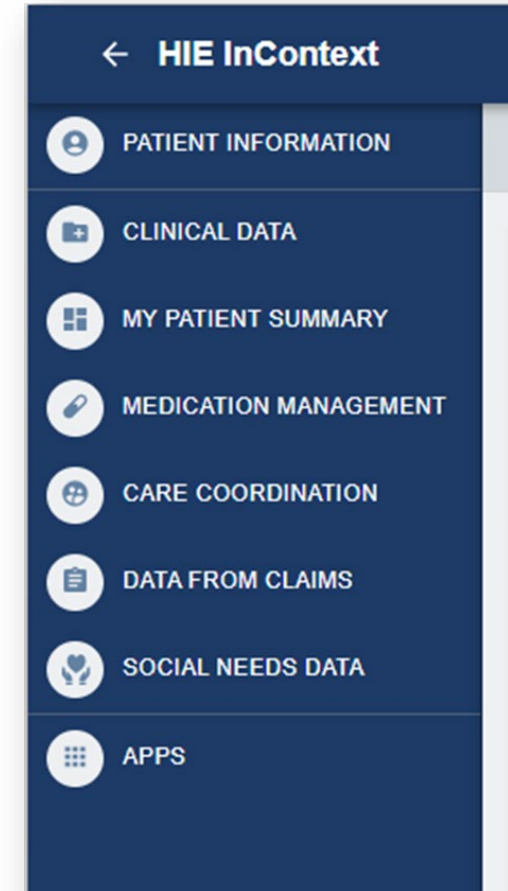 HIE InContext
PATIENT INFORMATION
CLINICAL DATA
MY PATIENT SUMMARY
MEDICATION MANAGEMENT
CARE COORDINATION
DATA FROM CLAIMS
SOCIAL NEEDS DATA
APPS